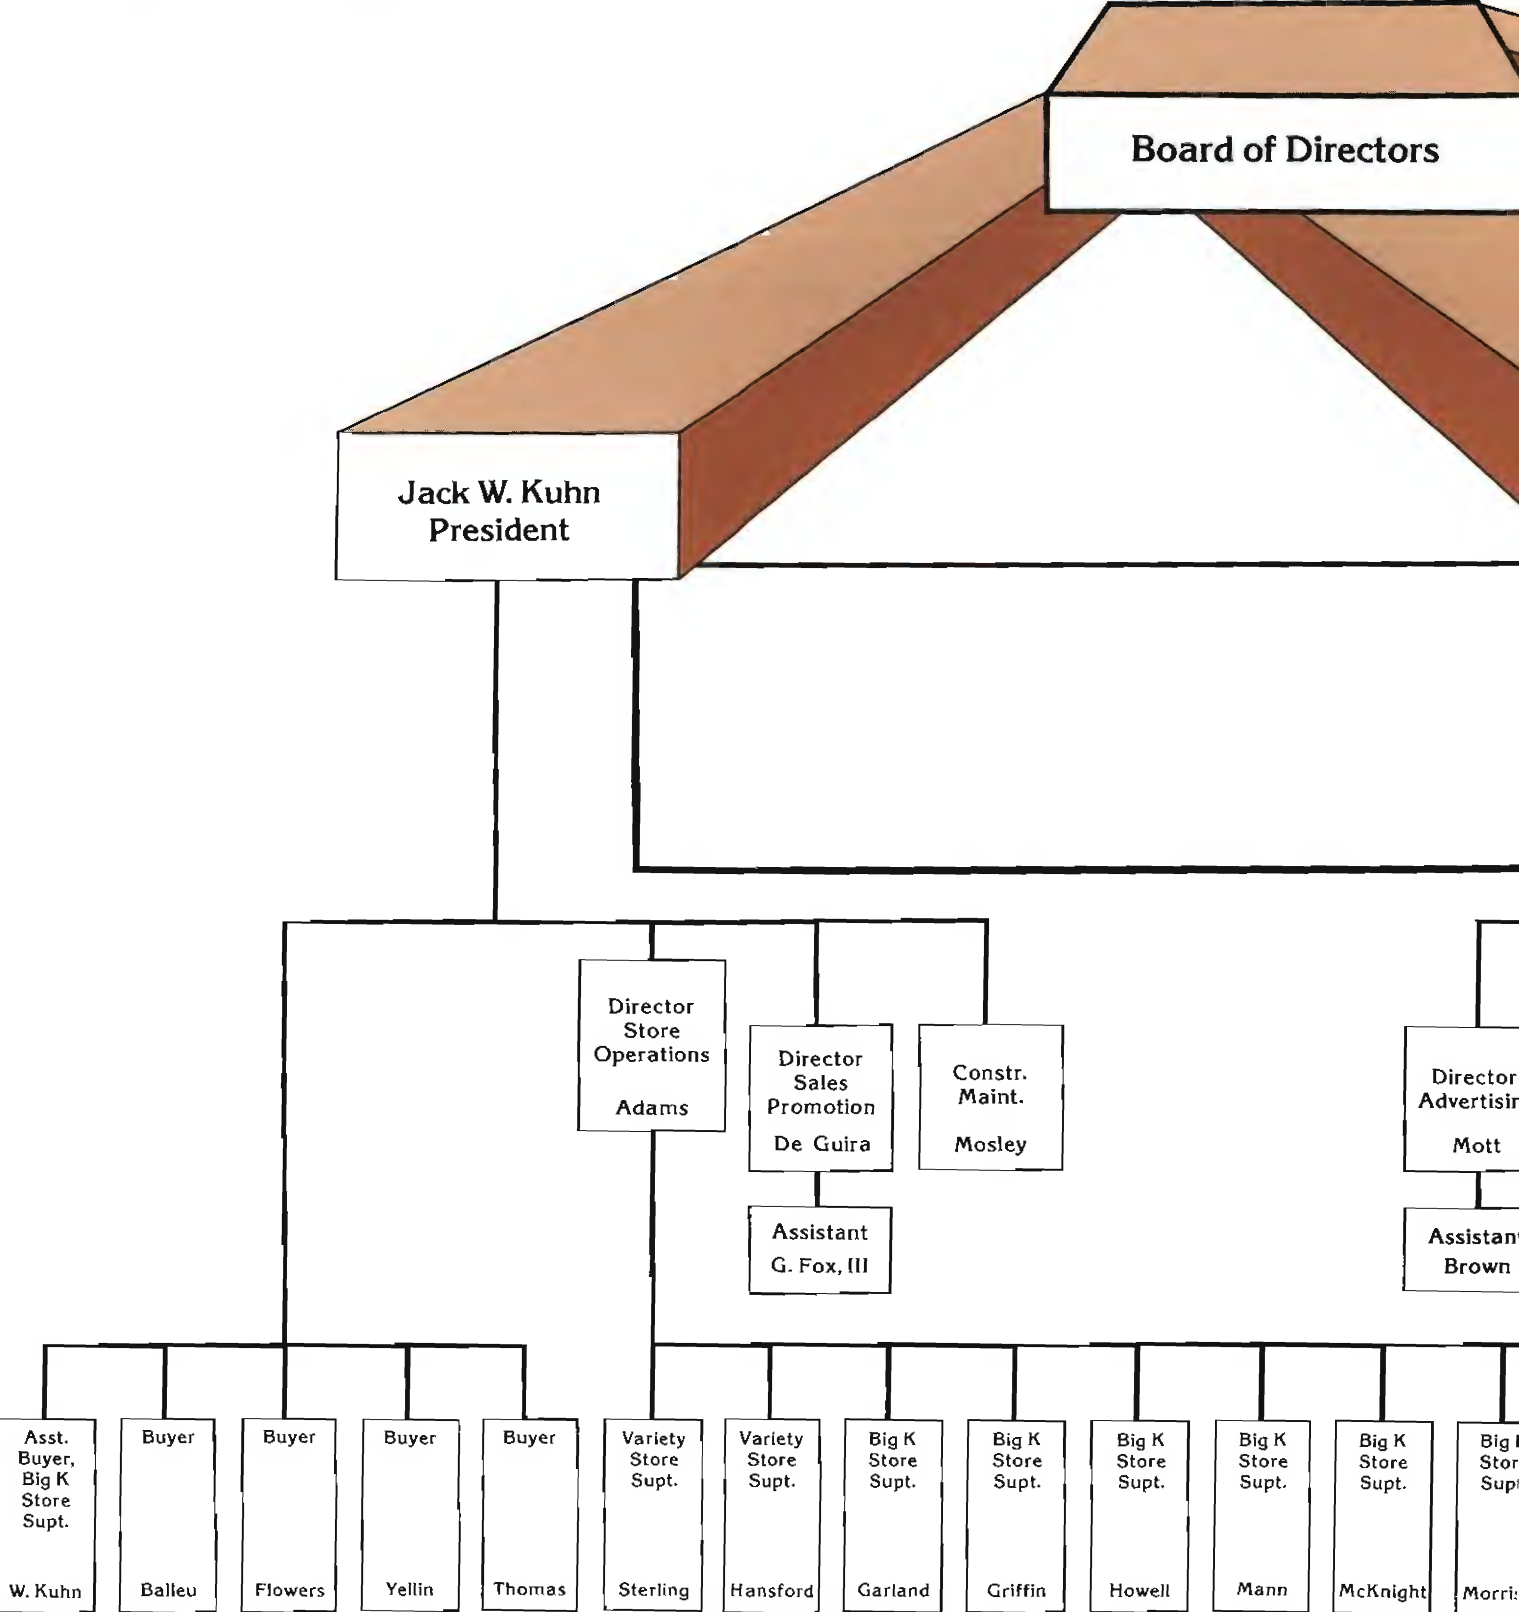 Board of Directors
Jack W. Kuhn
President
Director
Store
Operations
Adams
Director
Sales
Promotion
De Guira
Constr.
Maint.
Mosley
Director
Mott
Assistant
G. Fox, III
Brown
Asst.
Buyer,
Big K
Store
Supt.
W. Kuhn
Buyer
Balleu
Buyer
Flowers
Buyer
Yellin
Buyer
Thomas
Variety
Store
Supt.
Sterling
Variety
Store
Supt.
Hansford
Big K
Store
Supt.
Garland
Big K
Store
Supt.
Griffin
Big K
Store
Supt.
Howell
Big K
Store
Supt.
Mann
Big K
Store
Supt.
McKnight
Big